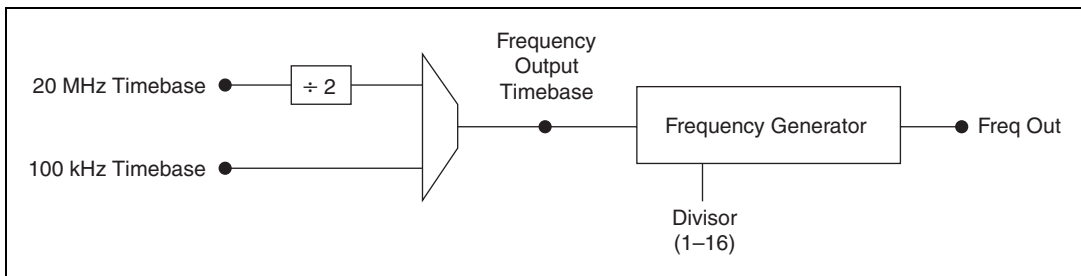 20 MHz Timebase
÷ 2
100 kHz Timebase
Frequency
Output
Timebase
Frequency Generator
Divisor
(1–16)
Freq Out